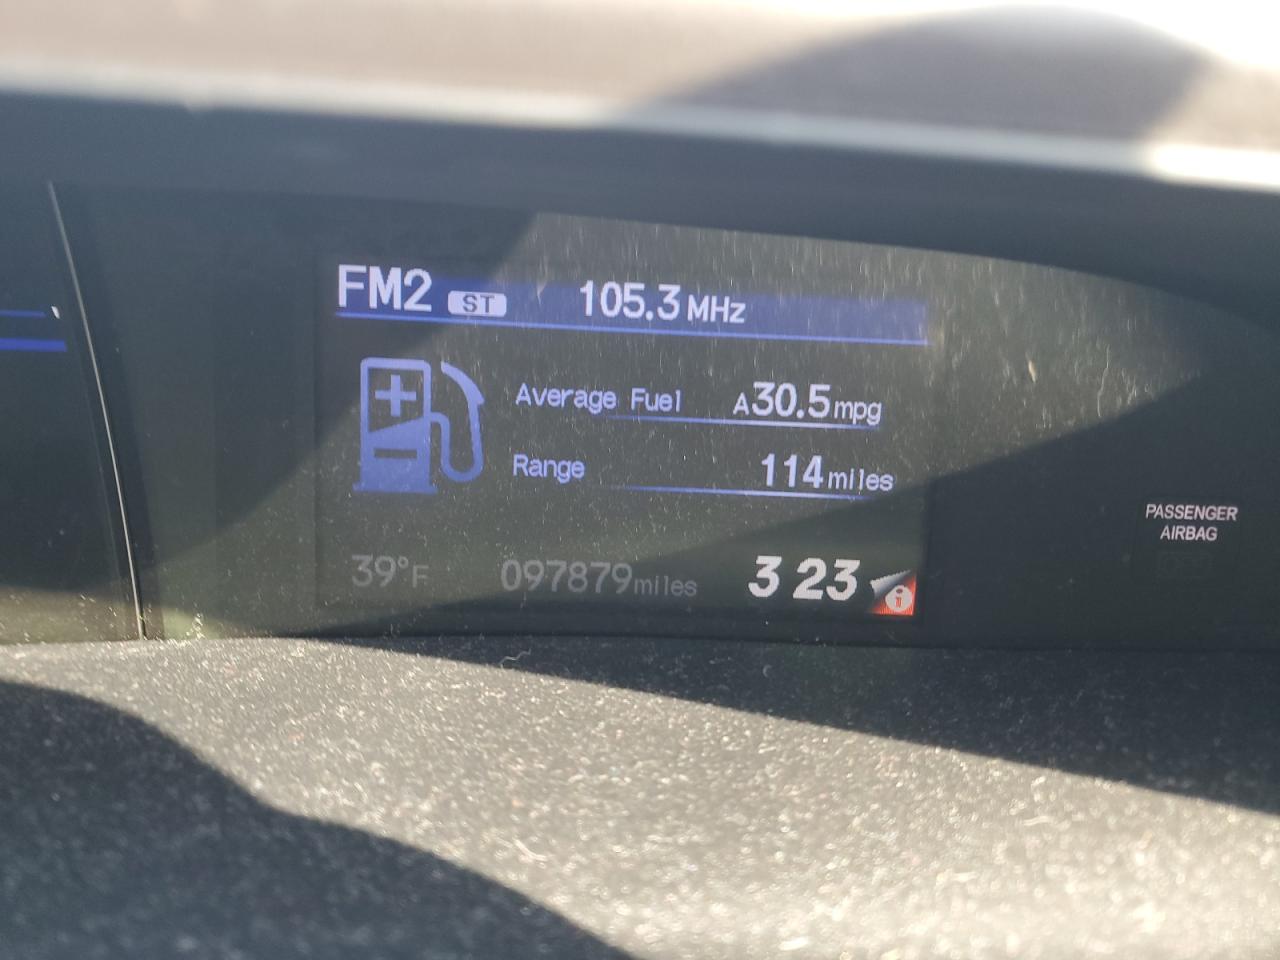 FM2 ST 105.3 MHz
Average Fuel A30.5 mpg
Range 114 miles
39°F 097879 miles 3 23 i
PASSENGER
AIRBAG